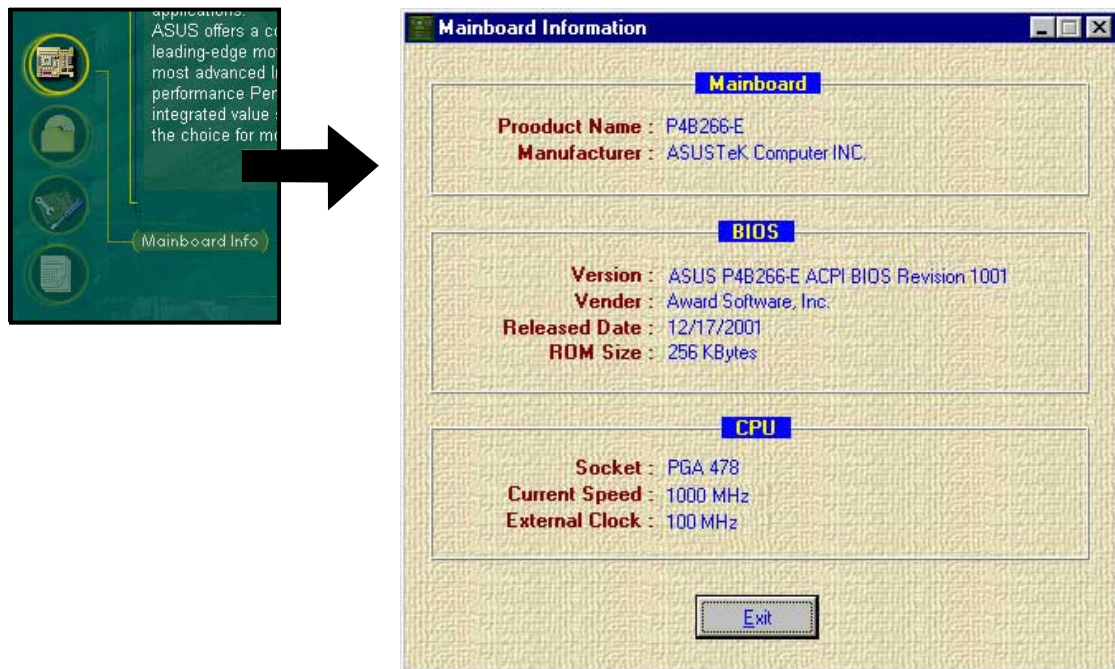 applications.
ASUS offers a co
leading-edge mo
most advanced I
performance Per
integrated value s
the choice for mo
Mainboard Info
Mainboard Information
Mainboard
Prooduct Name : P4B266-E
Manufacturer : ASUSTeK Computer INC.
BIOS
Version : ASUS P4B266-E ACPI BIOS Revision 1001
Vender : Award Software, Inc.
Released Date : 12/17/2001
ROM Size : 256 KBytes
CPU
Socket : PGA 478
Current Speed : 1000 MHz
External Clock : 100 MHz
Exit